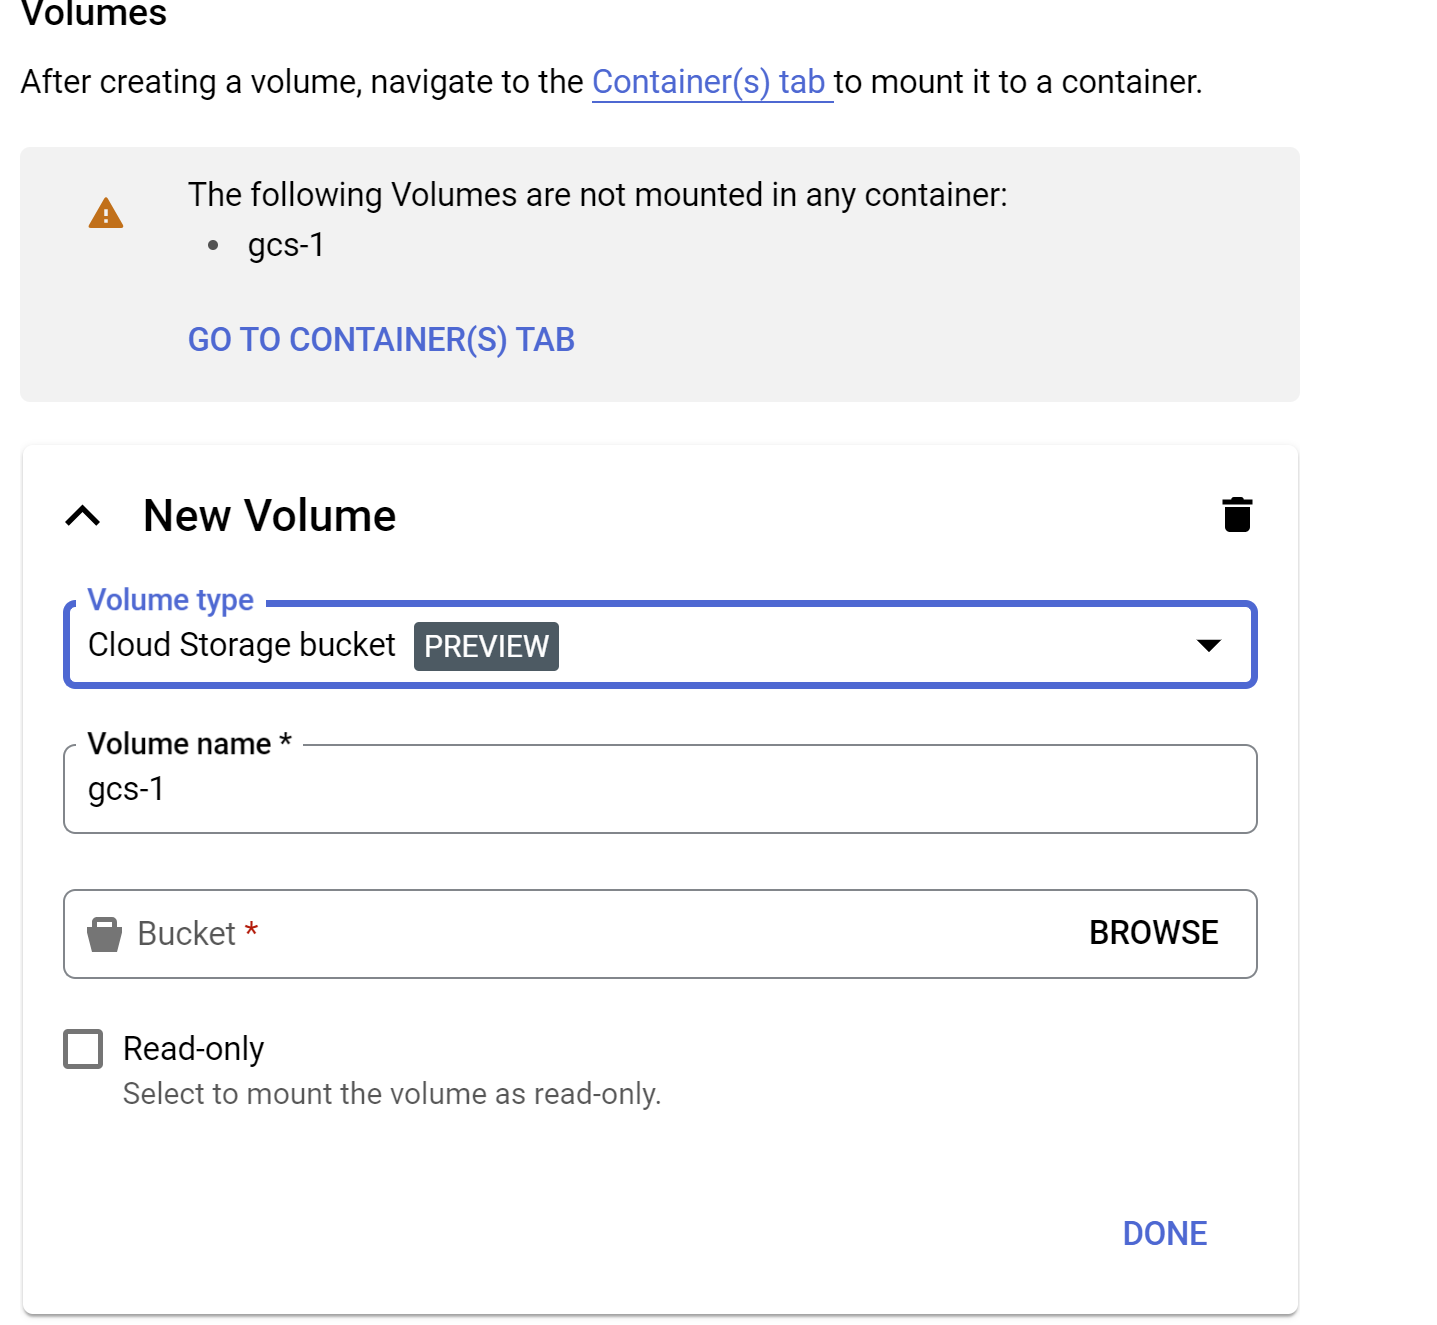 Volumes
After creating a volume, navigate to the Container(s) tab to mount it to a container.
The following Volumes are not mounted in any container:
• gcs-1
GO TO CONTAINER(S) TAB
New Volume
Volume type
Cloud Storage bucket PREVIEW
Volume name *
gcs-1
Bucket * BROWSE
Read-only
Select to mount the volume as read-only.
DONE